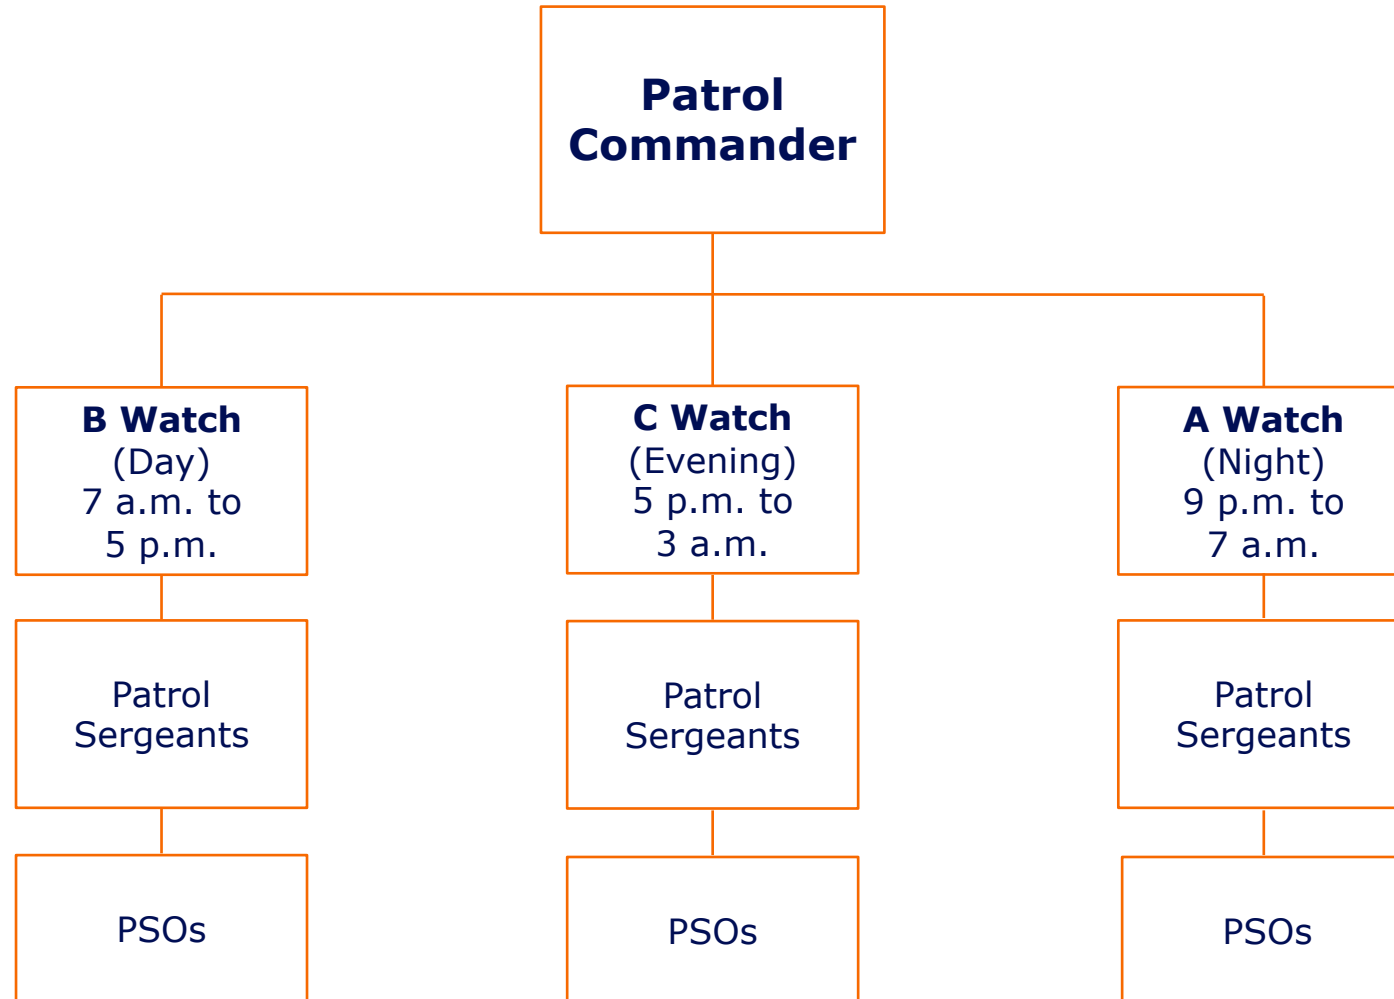 Patrol
Commander
B Watch
(Day)
7 a.m. to
5 p.m.
C Watch
(Evening)
5 p.m. to
3 a.m.
A Watch
(Night)
9 p.m. to
7 a.m.
Patrol
Sergeants
Patrol
Sergeants
Patrol
Sergeants
PSOs
PSOs
PSOs